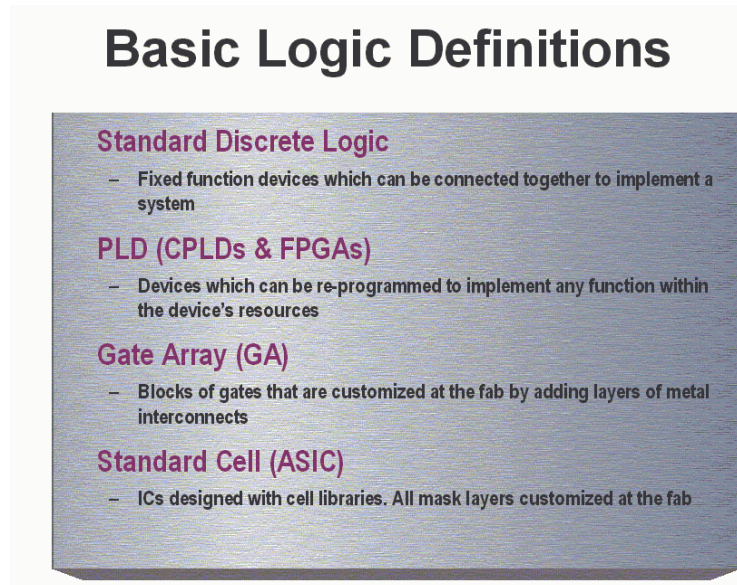 Basic Logic Definitions
Standard Discrete Logic
– Fixed function devices which can be connected together to implement a
system
PLD (CPLDs & FPGAs)
– Devices which can be re-programmed to implement any function within
the device's resources
Gate Array (GA)
– Blocks of gates that are customized at the fab by adding layers of metal
interconnects
Standard Cell (ASIC)
– ICs designed with cell libraries. All mask layers customized at the fab